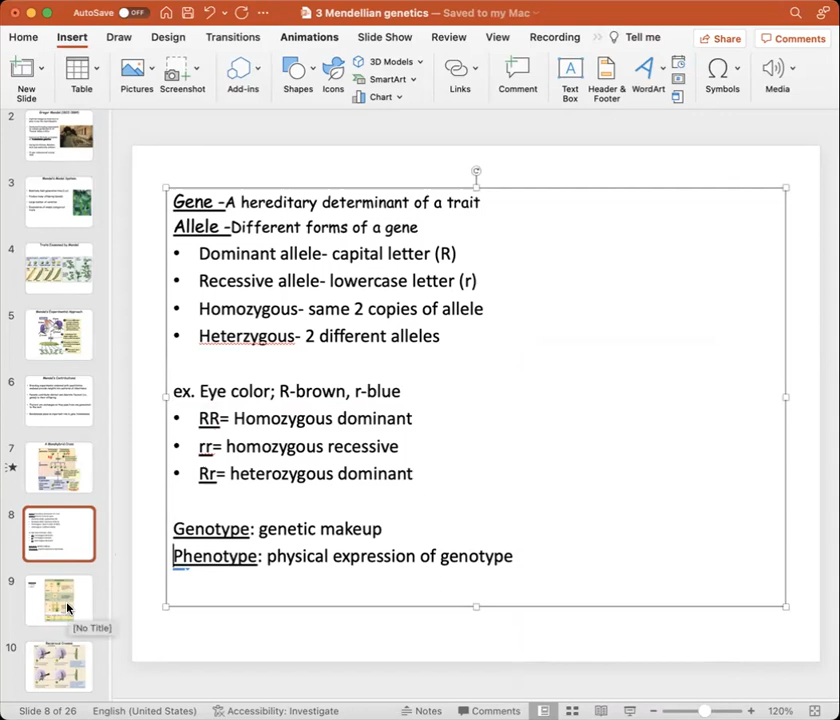 AutoSave OFF
3 Mendellian genetics — Saved to my Mac
Home Insert Draw Design Transitions Animations Slide Show Review View Recording Tell me Share Comments
New Slide
Table
Pictures
Screenshot
Add-ins
Shapes
Icons
3D Models
SmartArt
Chart
Links
Comment
Text Box
Header & Footer
WordArt
Symbols
Media
2
3
4
5
6
7
8
9
10
[No Title]
Gene -A hereditary determinant of a trait
Allele -Different forms of a gene
• Dominant allele- capital letter (R)
• Recessive allele- lowercase letter (r)
• Homozygous- same 2 copies of allele
• Heterzygous- 2 different alleles
ex. Eye color; R-brown, r-blue
• RR= Homozygous dominant
• rr= homozygous recessive
• Rr= heterozygous dominant
Genotype: genetic makeup
Phenotype: physical expression of genotype
Slide 8 of 26 English (United States) Accessibility: Investigate Notes Comments 120%